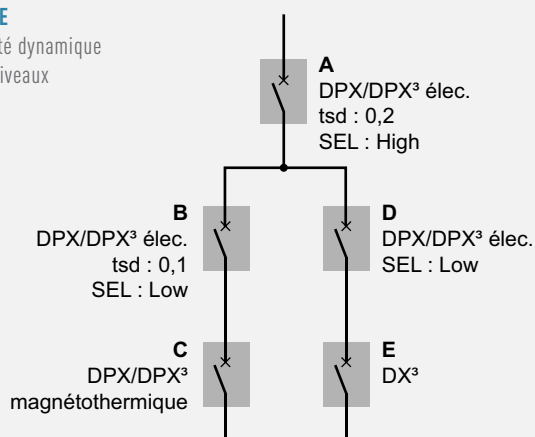 E
té dynamique
iveaux
A
DPX/DPX³ élec.
tsd : 0,2
SEL : High
B
DPX/DPX³ élec.
tsd : 0,1
SEL : Low
D
DPX/DPX³ élec.
SEL : Low
C
DPX/DPX³
magnétothermique
E
DX³